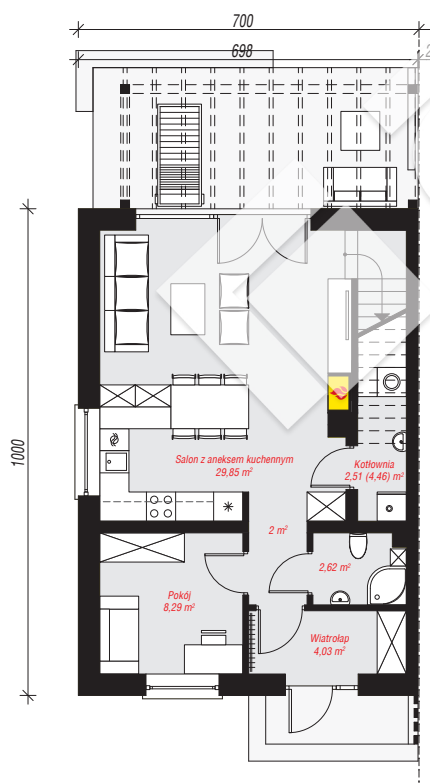 700
698
2
1000
Salon z aneksem kuchennym
29,85 m²
Kotłownia
2,51 (4,46) m²
2 m²
2,62 m²
Pokój
8,29 m²
Wiatrołap
4,03 m²